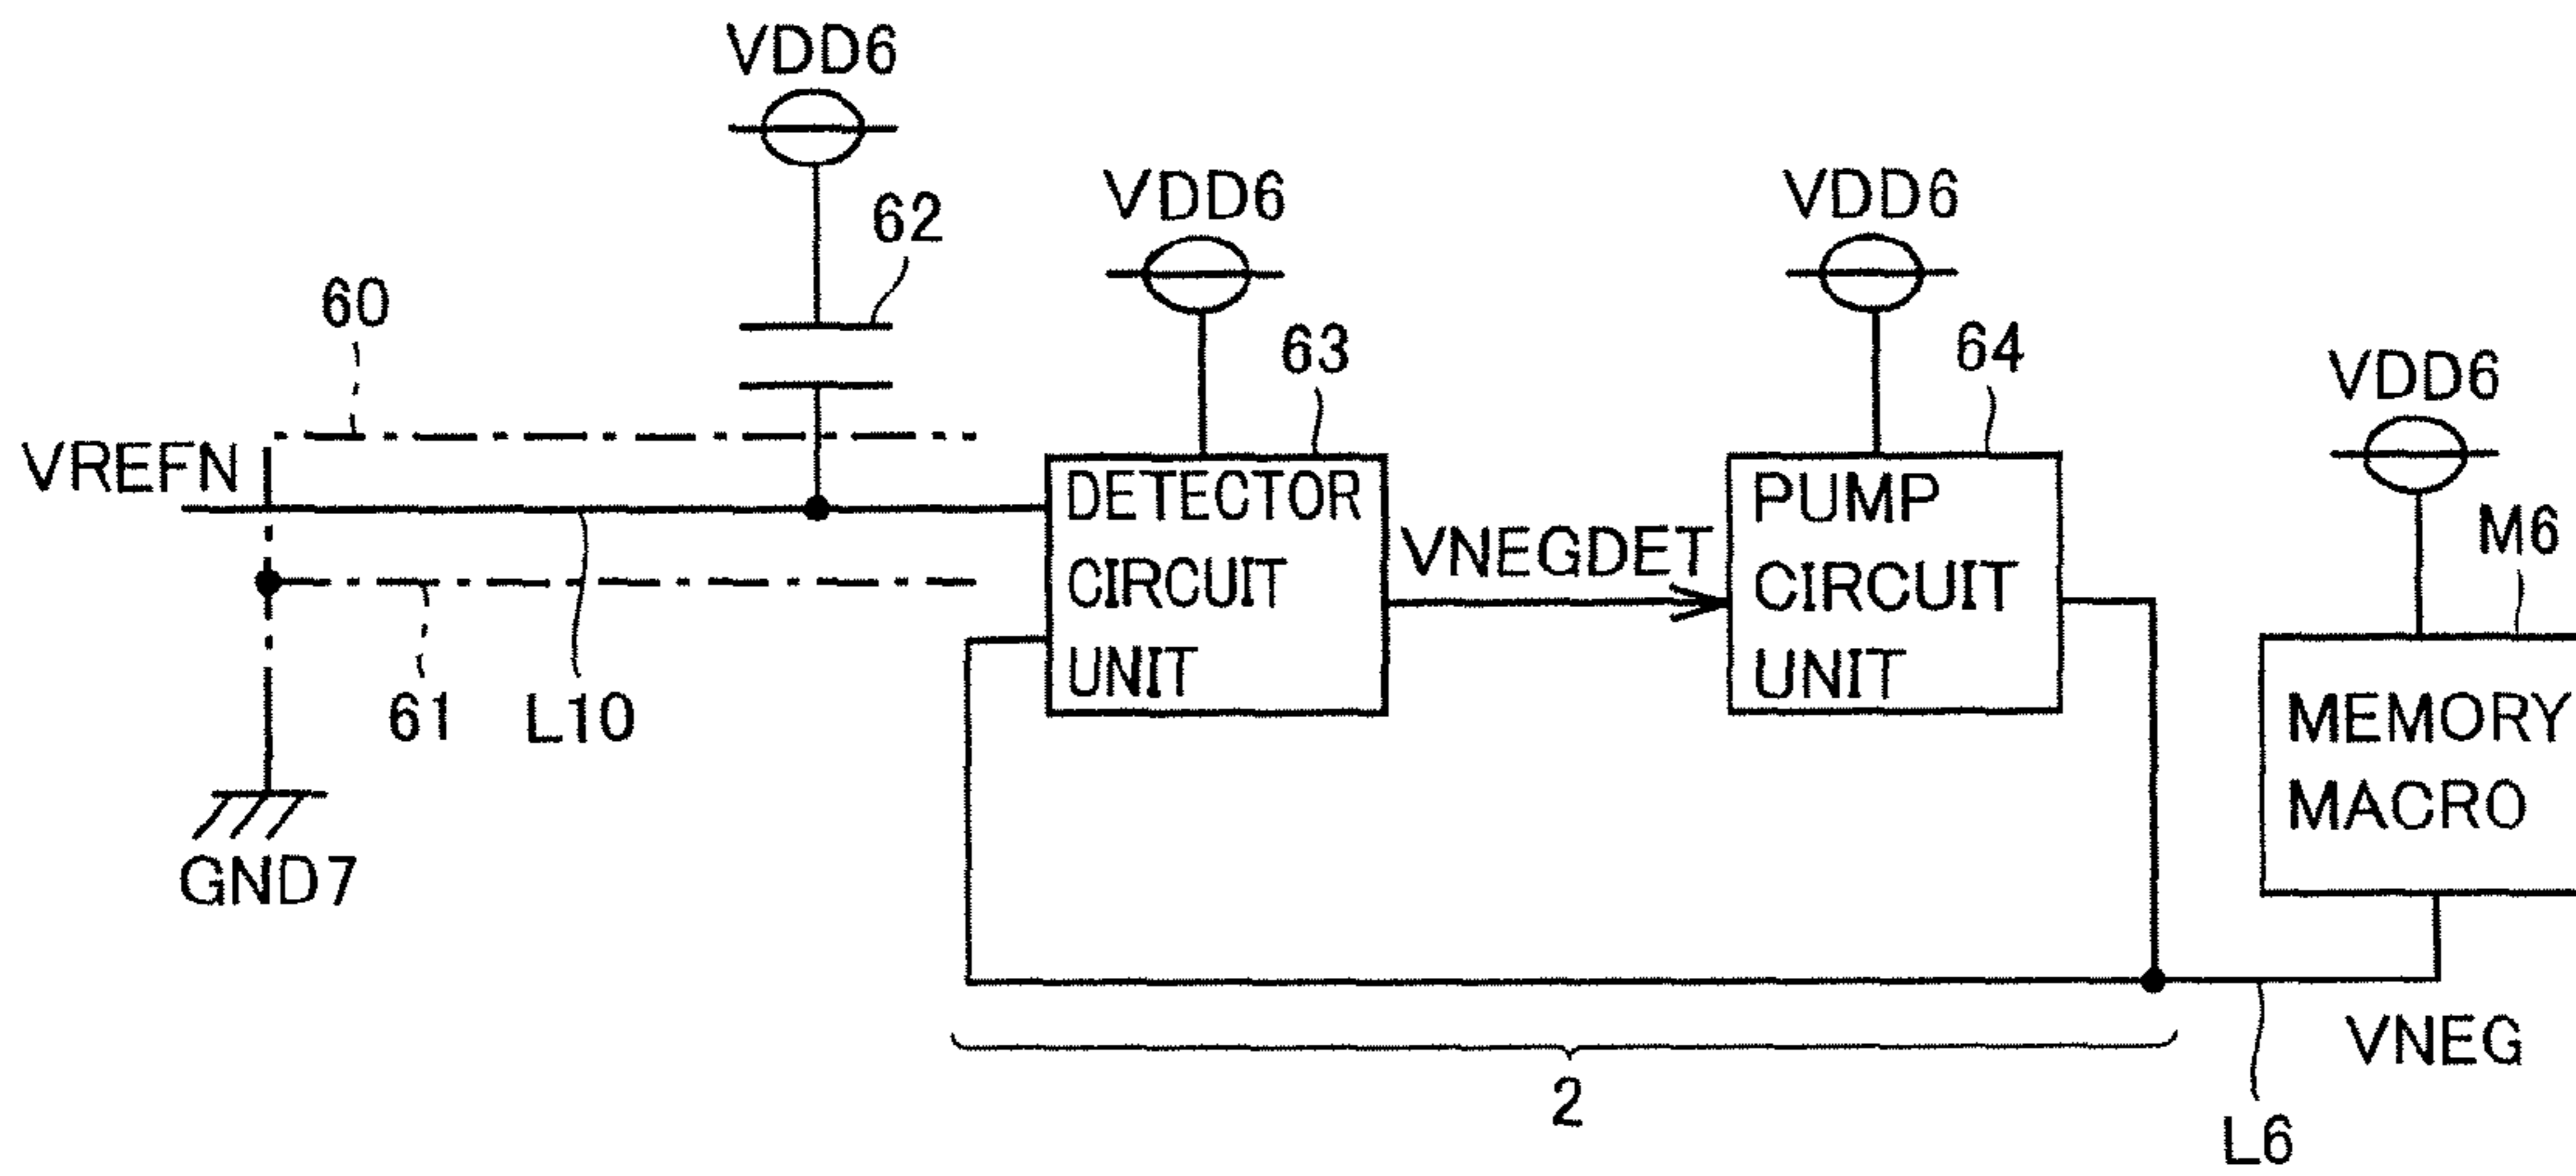 VDD6
62
VDD6
VDD6
60
63
64
VDD6
VREFN
M6
DETECTOR
CIRCUIT
UNIT
VNEGDET
PUMP
CIRCUIT
UNIT
61
L10
MEMORY
MACRO
GND7
VNEG
2
L6